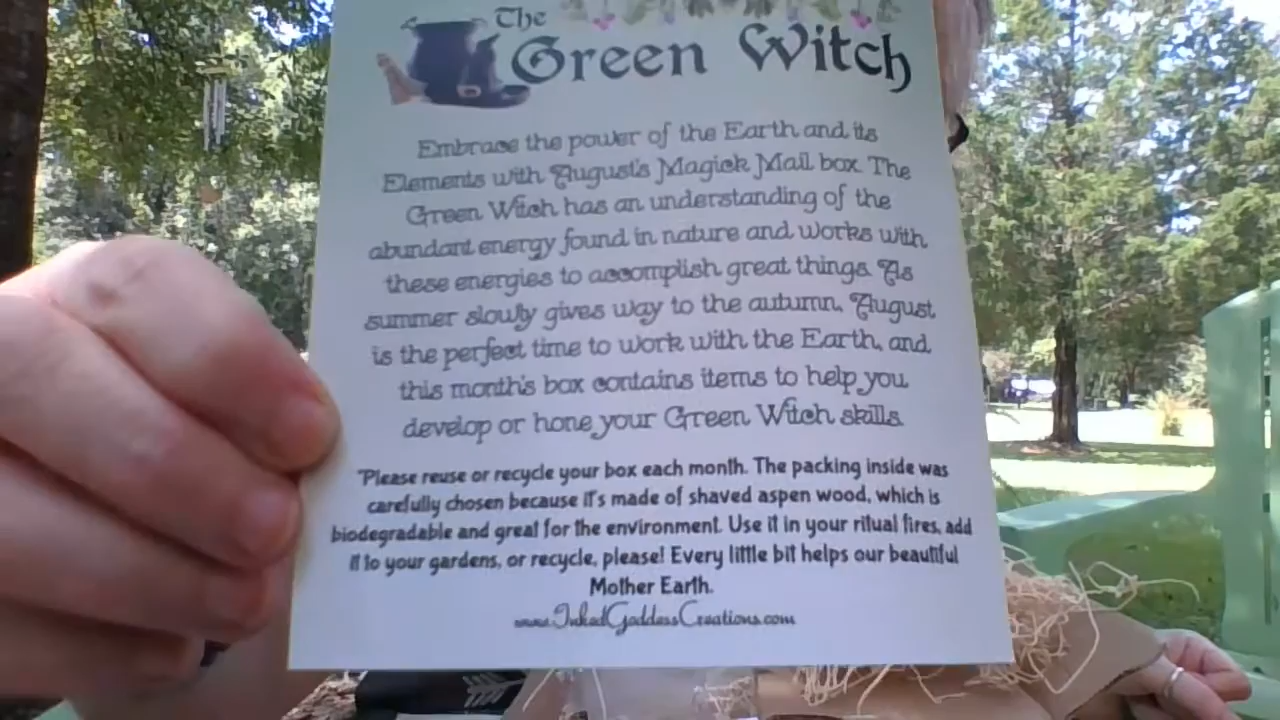 The
Green Witch
Embrace the power of the Earth and its
Elements with August's Magick Mail box. The
Green Witch has an understanding of the
abundant energy found in nature and works with
these energies to accomplish great things. As
summer slowly gives way to the autumn, August
is the perfect time to work with the Earth, and
this month's box contains items to help you
develop or hone your Green Witch skills.
*Please reuse or recycle your box each month. The packing inside was
carefully chosen because it's made of shaved aspen wood, which is
biodegradable and great for the environment. Use it in your ritual fires, add
it to your gardens, or recycle, please! Every little bit helps our beautiful
Mother Earth.
www.InkedGoddessCreations.com